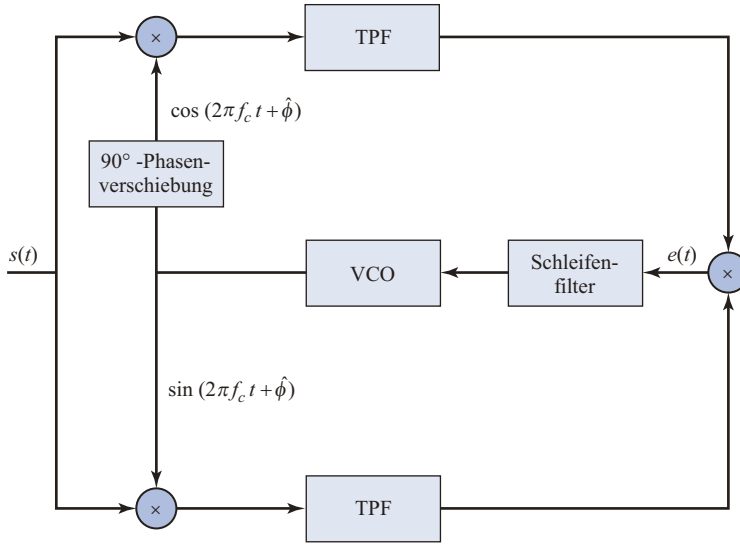 ×
TPF
cos (2πf_c t + ϕ̂)
90° -Phasen-
verschiebung
s(t)
VCO
Schleifen-
filter
e(t)
×
sin (2πf_c t + ϕ̂)
×
TPF